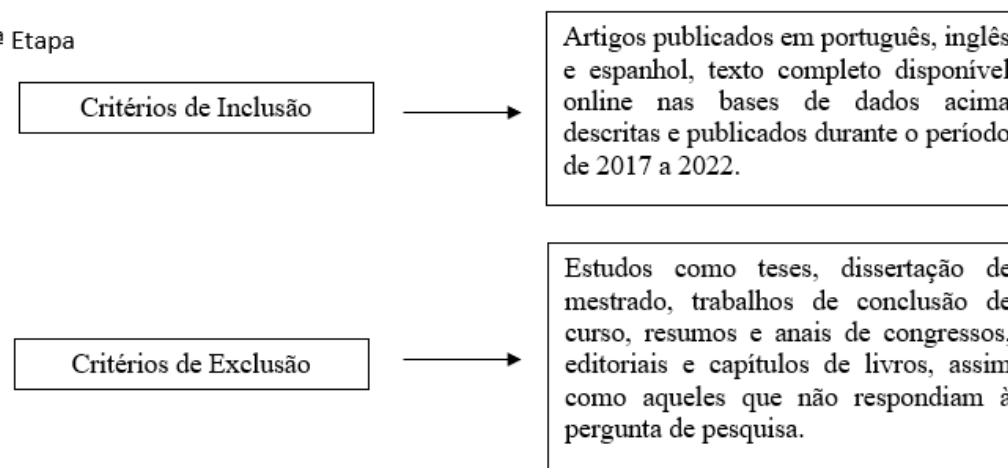 ª Etapa
Critérios de Inclusão
Artigos publicados em português, inglês
e espanhol, texto completo disponível
online nas bases de dados acima
descritas e publicados durante o período
de 2017 a 2022.
Critérios de Exclusão
Estudos como teses, dissertação de
mestrado, trabalhos de conclusão de
curso, resumos e anais de congressos,
editoriais e capítulos de livros, assim
como aqueles que não respondiam à
pergunta de pesquisa.